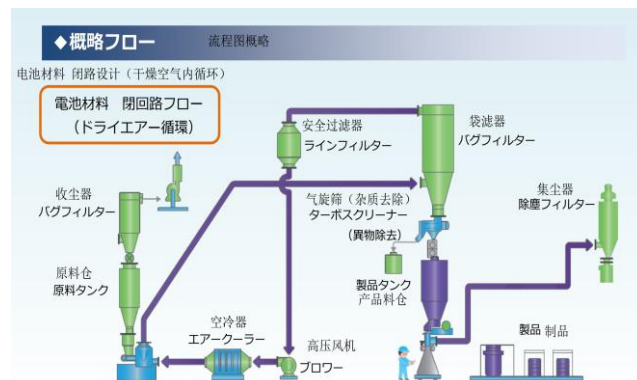 ◆概略フロー
流程图概略
电池材料 闭路设计（干燥空气内循环）
電池材料 閉回路フロー
（ドライエアー循環）
安全过滤器
ラインフィルター
袋滤器
バグフィルター
收尘器
バグフィルター
气旋筛（杂质去除）
ターボスクリーナー
（異物除去）
集尘器
除塵フィルター
原料仓
原料タンク
製品タンク
产品料仓
空冷器
エアークーラー
高压风机
ブロワー
製品 制品